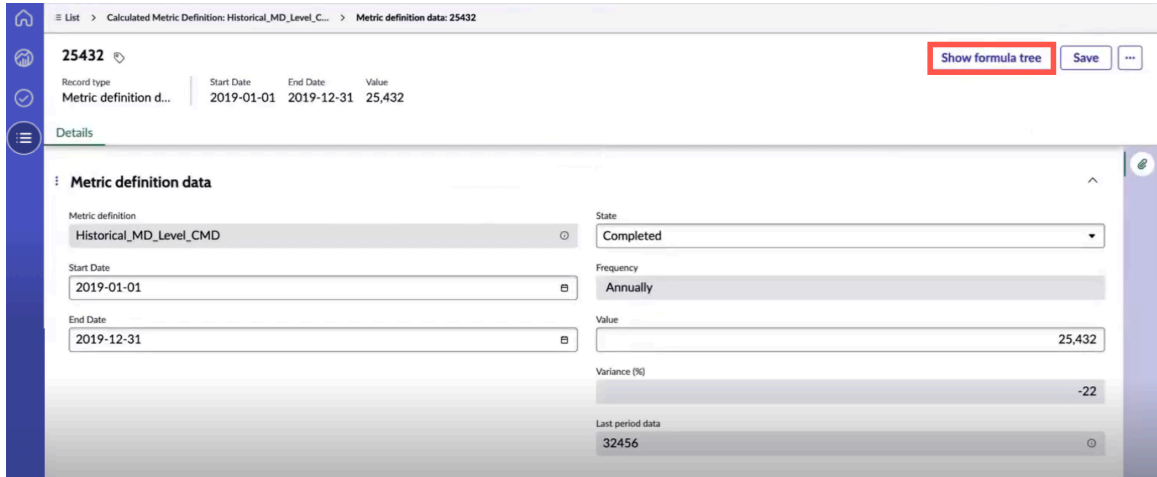 List > Calculated Metric Definition: Historical_MD_Level_C... > Metric definition data: 25432
25432
Show formula tree
Save
...
Record type
Start Date
End Date
Value
Metric definition d...
2019-01-01
2019-12-31
25,432
Details
Metric definition data
Metric definition
Historical_MD_Level_CMD
State
Completed
Start Date
2019-01-01
Frequency
Annually
End Date
2019-12-31
Value
25,432
Variance (%)
-22
Last period data
32456